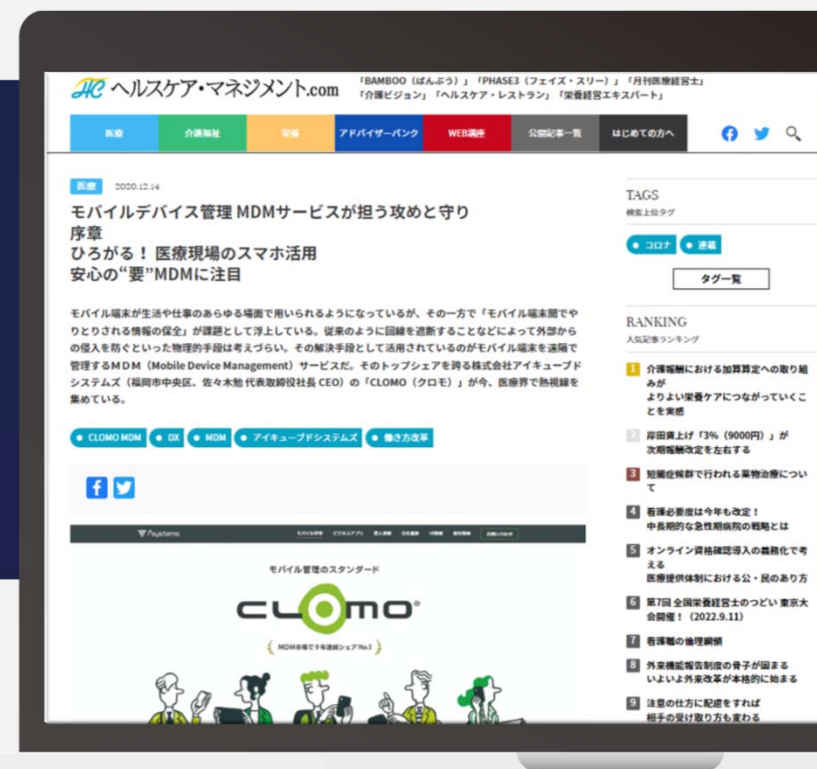 HC ヘルスケア・マネジメント.com
「BAMBOO（ばんぶう）」「PHASE3（フェイズ・スリー）」「月刊医療経営士」
「介護ビジョン」「ヘルスケア・レストラン」「栄養経営エキスパート」
医療 介護福祉 栄養 アドバイザーバンク WEB講座 公開記事一覧 はじめての方へ
医療 2020.12.14
モバイルデバイス管理 MDMサービスが担う攻めと守り
序章
ひろがる！ 医療現場のスマホ活用
安心の“要”MDMに注目
モバイル端末が生活や仕事のあらゆる場面で用いられるようになっているが、その一方で「モバイル端末間でや
りとりされる情報の保全」が課題として浮上している。従来のように回線を遮断することなどによって外部から
の侵入を防ぐといった物理的手段は考えづらい。その解決手段として活用されているのがモバイル端末を遠隔で
管理するＭＤＭ（Mobile Device Management）サービスだ。そのトップシェアを誇る株式会社アイキューブド
システムズ（福岡市中央区、佐々木勉 代表取締役社長 CEO）の「CLOMO（クロモ）」が今、医療界で熱視線を
集めている。
CLOMO MDM DX MDM アイキューブドシステムズ 働き方改革
モバイル管理のスタンダード
CLOMO
MDM市場で9年連続シェアNo.1
TAGS
検索上位タグ
コロナ 連載
タグ一覧
RANKING
人気記事ランキング
1 介護報酬における加算算定への取り組
みが
よりよい栄養ケアにつながっていくこ
とを実感
2 岸田賃上げ「3%（9000円）」が
次期報酬改定を左右する
3 短腸症候群で行われる薬物治療につい
て
4 看護必要度は今年も改定！
中長期的な急性期病院の戦略とは
5 オンライン資格確認導入の義務化で考
える
医療提供体制における公・民のあり方
6 第7回 全国栄養経営士のつどい 東京大
会開催！（2022.9.11）
7 看護職の倫理綱領
8 外来機能報告制度の骨子が固まる
いよいよ外来改革が本格的に始まる
9 注意の仕方に配慮をすれば
相手の受け取り方も変わる